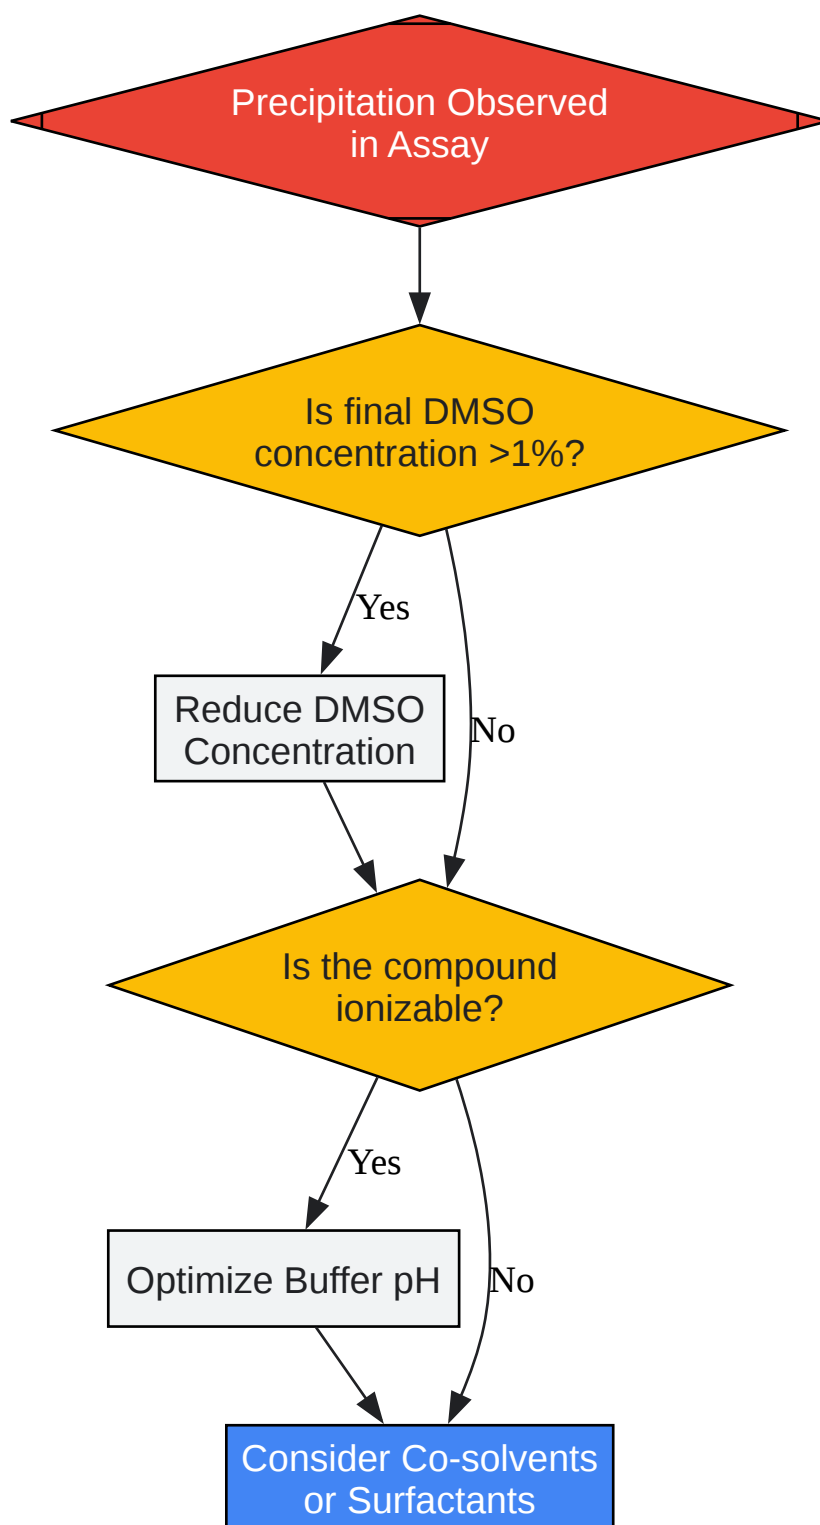 Precipitation Observed
in Assay
Is final DMSO
concentration >1%?
Yes
Reduce DMSO
Concentration
No
Is the compound
ionizable?
Yes
Optimize Buffer pH
No
Consider Co-solvents
or Surfactants